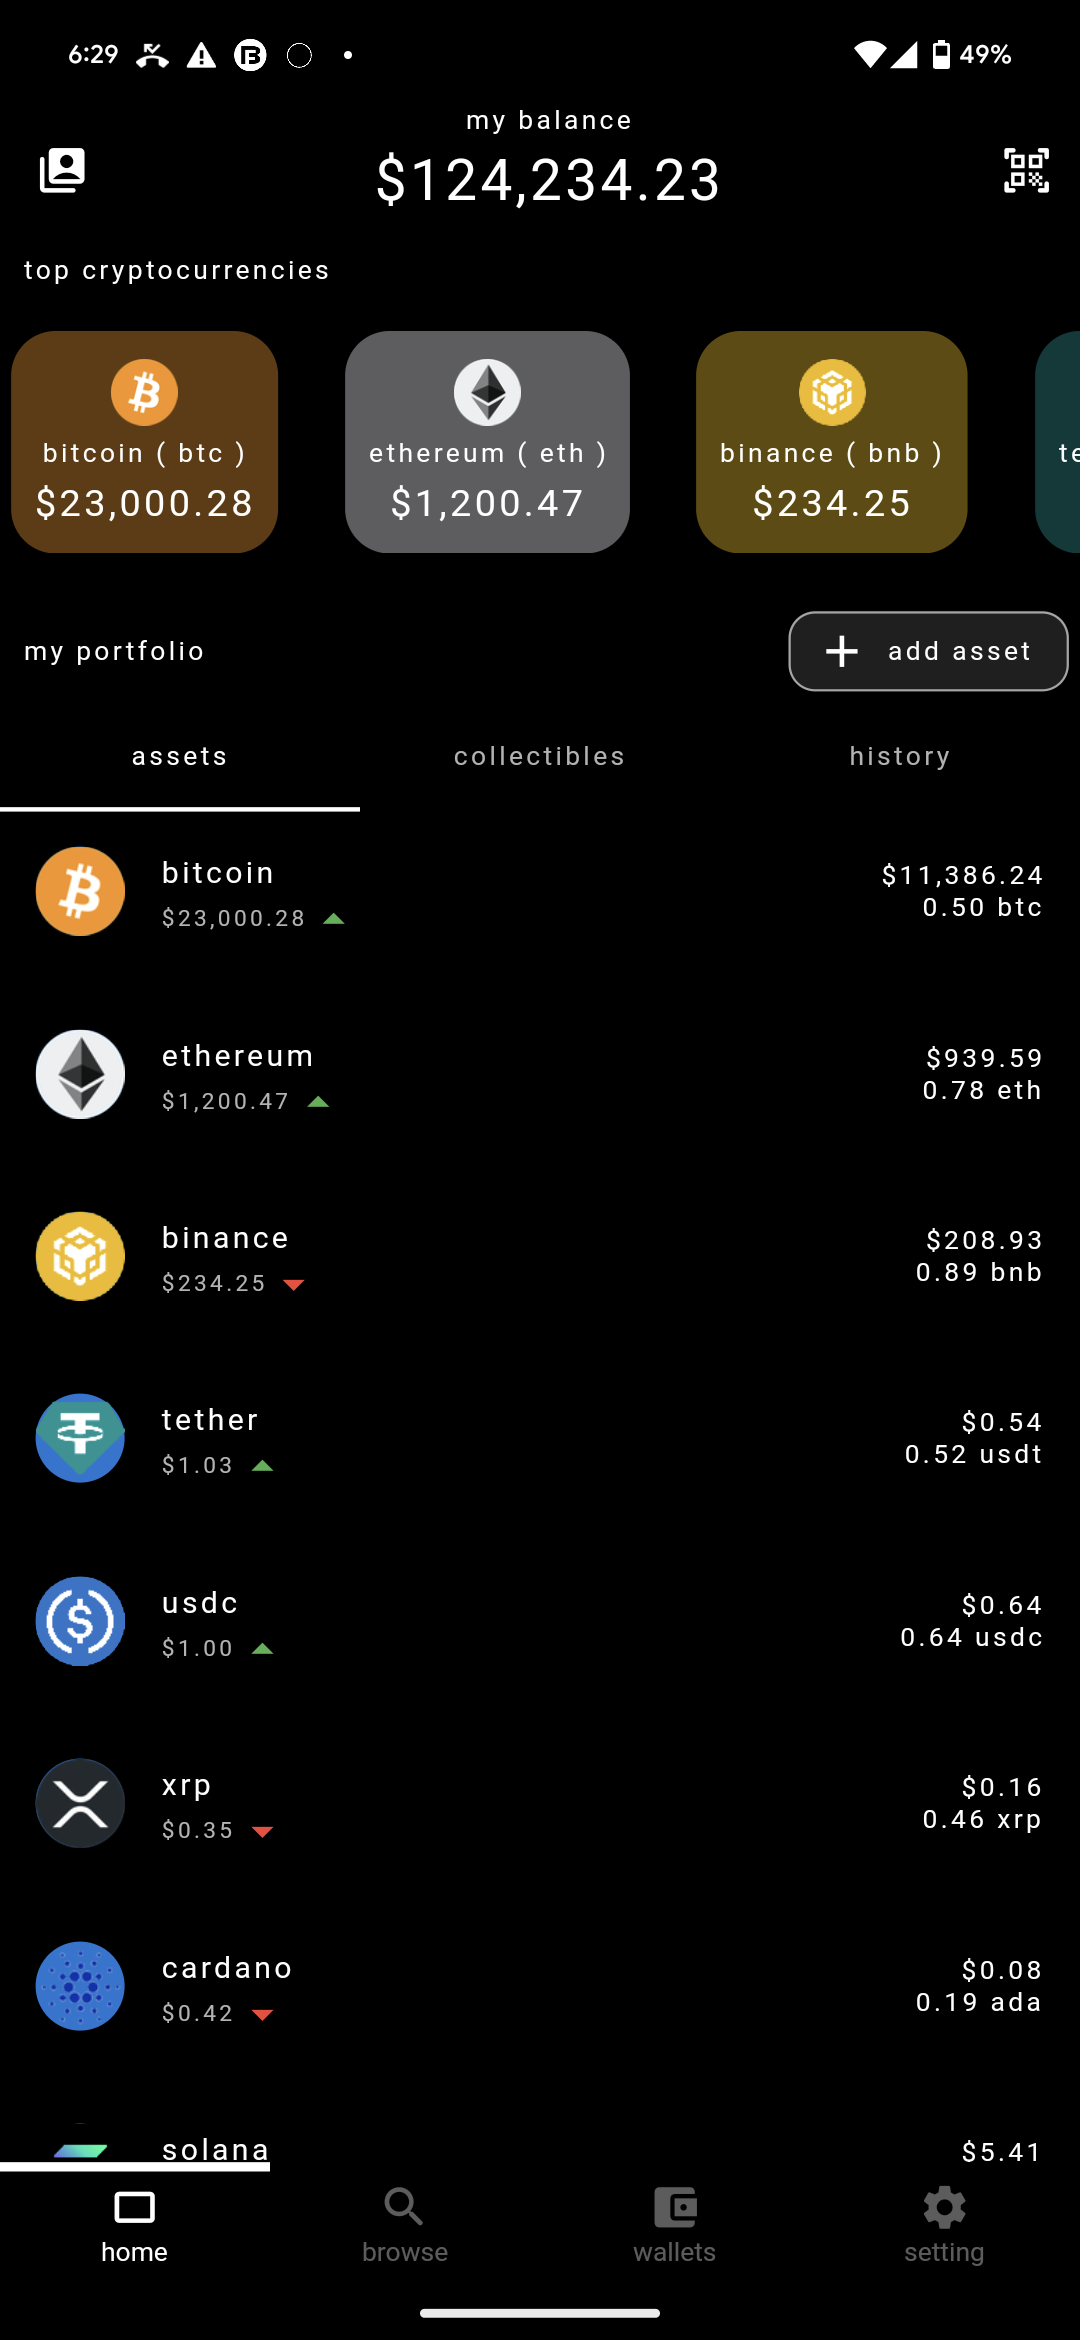 6:29
49%
my balance
$124,234.23
top cryptocurrencies
bitcoin ( btc )
$23,000.28
ethereum ( eth )
$1,200.47
binance ( bnb )
$234.25
te
my portfolio
+ add asset
assets
collectibles
history
bitcoin
$23,000.28
$11,386.24
0.50 btc
ethereum
$1,200.47
$939.59
0.78 eth
binance
$234.25
$208.93
0.89 bnb
tether
$1.03
$0.54
0.52 usdt
usdc
$1.00
$0.64
0.64 usdc
xrp
$0.35
$0.16
0.46 xrp
cardano
$0.42
$0.08
0.19 ada
solana
$5.41
home
browse
wallets
setting